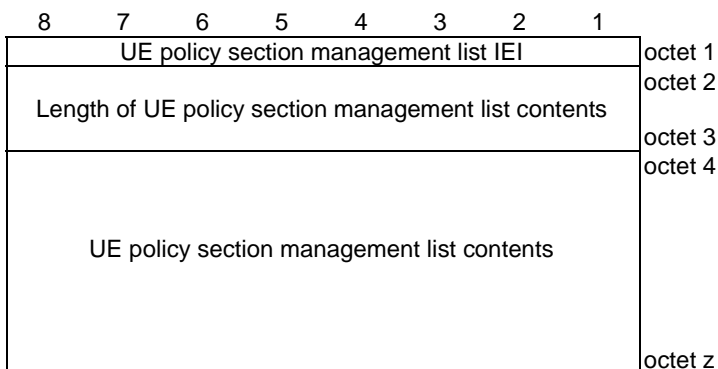 8 7 6 5 4 3 2 1
UE policy section management list IEI octet 1
octet 2
Length of UE policy section management list contents
octet 3
octet 4
UE policy section management list contents
octet z